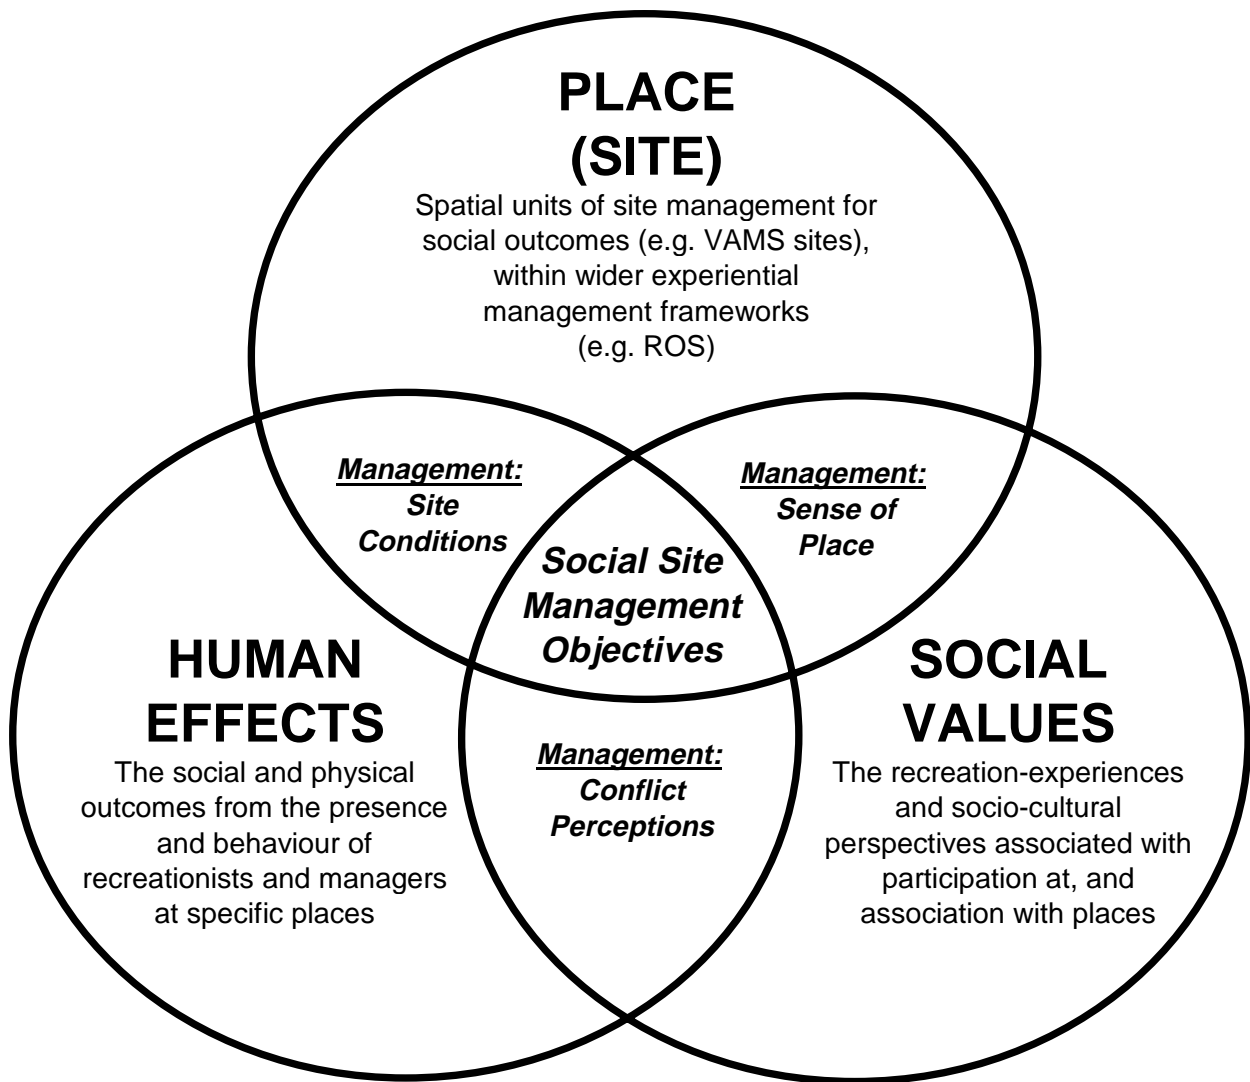 PLACE
(SITE)
Spatial units of site management for
social outcomes (e.g. VAMS sites),
within wider experiential
management frameworks
(e.g. ROS)
Management:
Site
Conditions
Management:
Sense of
Place
Social Site
Management
Objectives
HUMAN
EFFECTS
The social and physical
outcomes from the presence
and behaviour of
recreationists and managers
at specific places
Management:
Conflict
Perceptions
SOCIAL
VALUES
The recreation-experiences
and socio-cultural
perspectives associated with
participation at, and
association with places